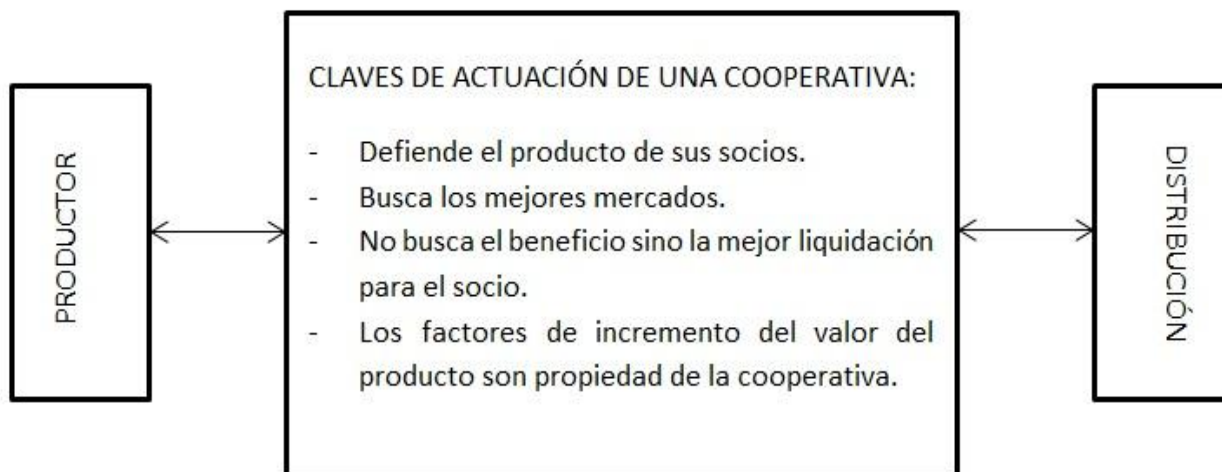 PRODUCTOR
CLAVES DE ACTUACIÓN DE UNA COOPERATIVA:
- Defiende el producto de sus socios.
- Busca los mejores mercados.
- No busca el beneficio sino la mejor liquidación
para el socio.
- Los factores de incremento del valor del
producto son propiedad de la cooperativa.
DISTRIBUCIÓN